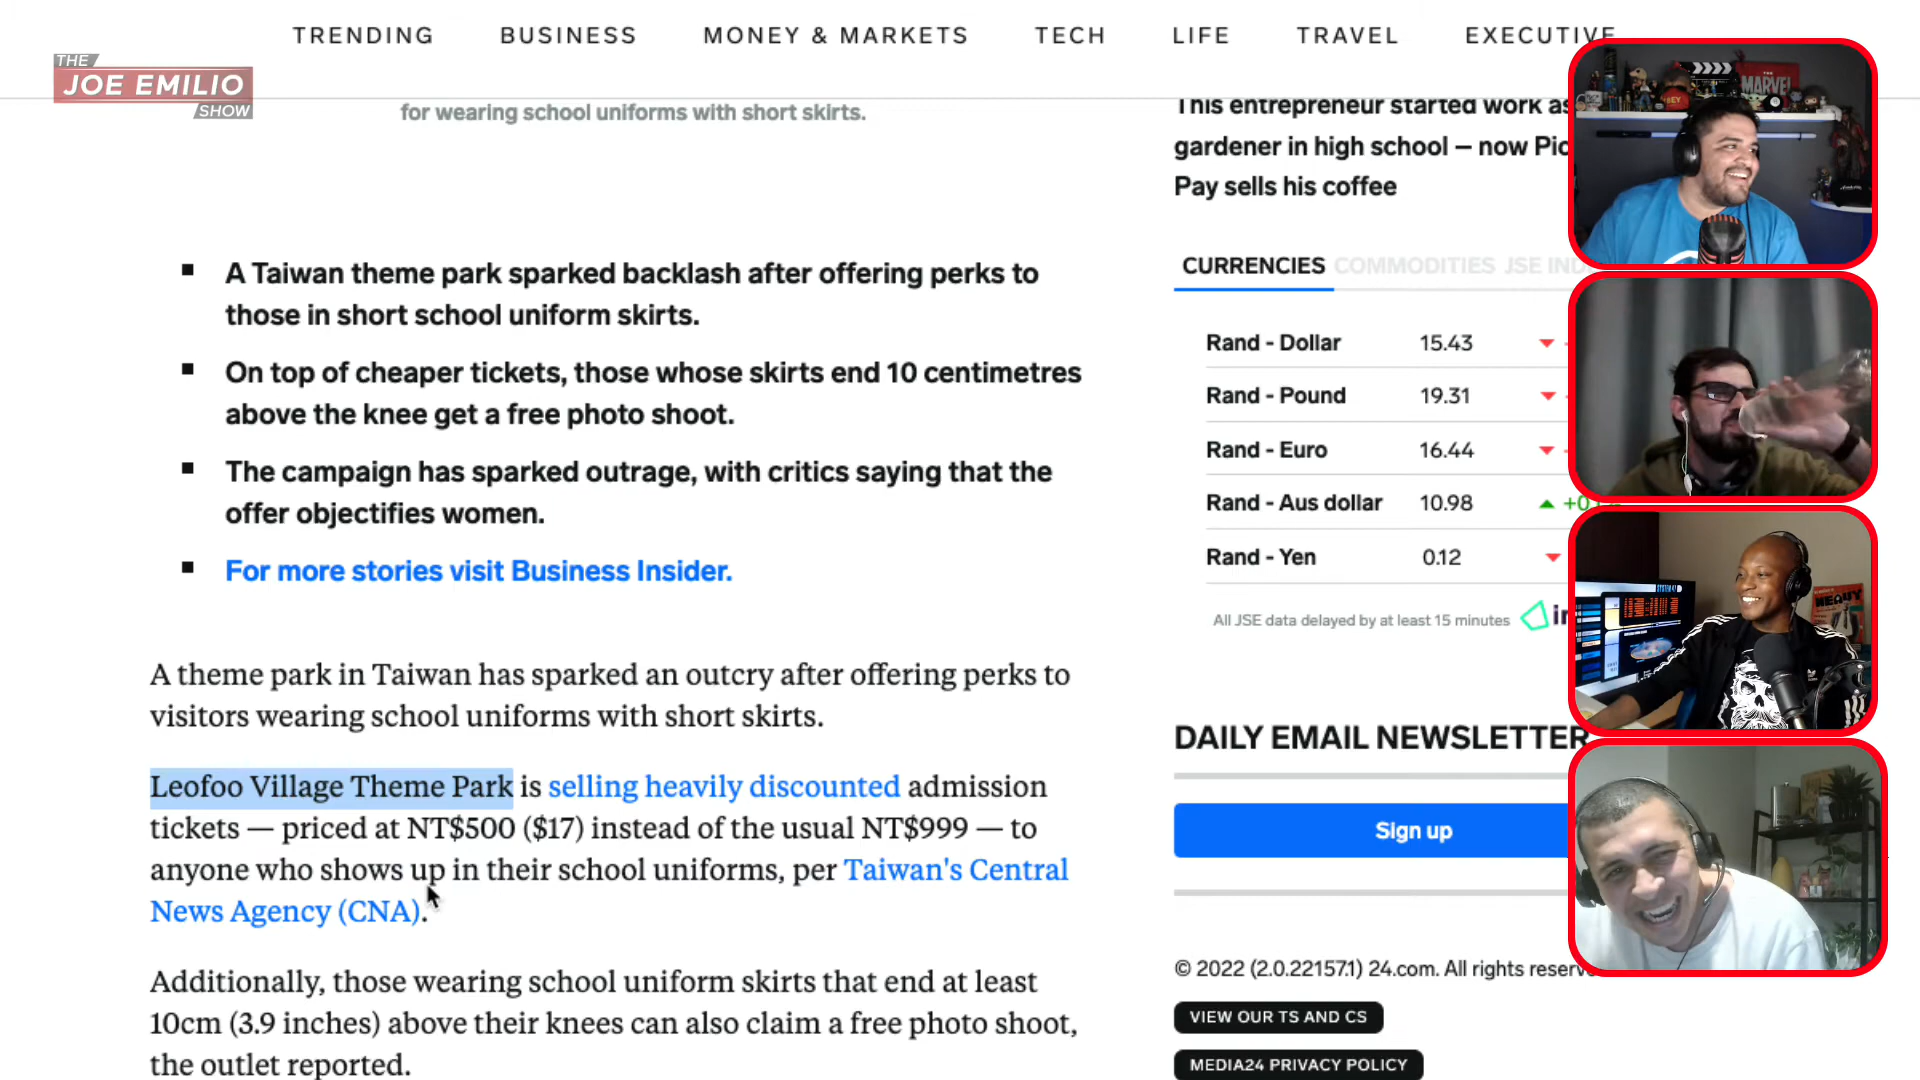 TRENDING BUSINESS MONEY & MARKETS TECH LIFE TRAVEL EXECUTIVE
THE
JOE EMILIO
SHOW
for wearing school uniforms with short skirts.
A Taiwan theme park sparked backlash after offering perks to
those in short school uniform skirts.
On top of cheaper tickets, those whose skirts end 10 centimetres
above the knee get a free photo shoot.
The campaign has sparked outrage, with critics saying that the
offer objectifies women.
For more stories visit Business Insider.
A theme park in Taiwan has sparked an outcry after offering perks to
visitors wearing school uniforms with short skirts.
Leofoo Village Theme Park is selling heavily discounted admission
tickets — priced at NT$500 ($17) instead of the usual NT$999 — to
anyone who shows up in their school uniforms, per Taiwan's Central
News Agency (CNA).
Additionally, those wearing school uniform skirts that end at least
10cm (3.9 inches) above their knees can also claim a free photo shoot,
the outlet reported.
This entrepreneur started work as
gardener in high school – now Pic
Pay sells his coffee
CURRENCIES COMMODITIES JSE IND
Rand - Dollar 15.43
Rand - Pound 19.31
Rand - Euro 16.44
Rand - Aus dollar 10.98 +0
Rand - Yen 0.12
All JSE data delayed by at least 15 minutes
DAILY EMAIL NEWSLETTER
Sign up
© 2022 (2.0.22157.1) 24.com. All rights reserve
VIEW OUR TS AND CS
MEDIA24 PRIVACY POLICY
MARVEL